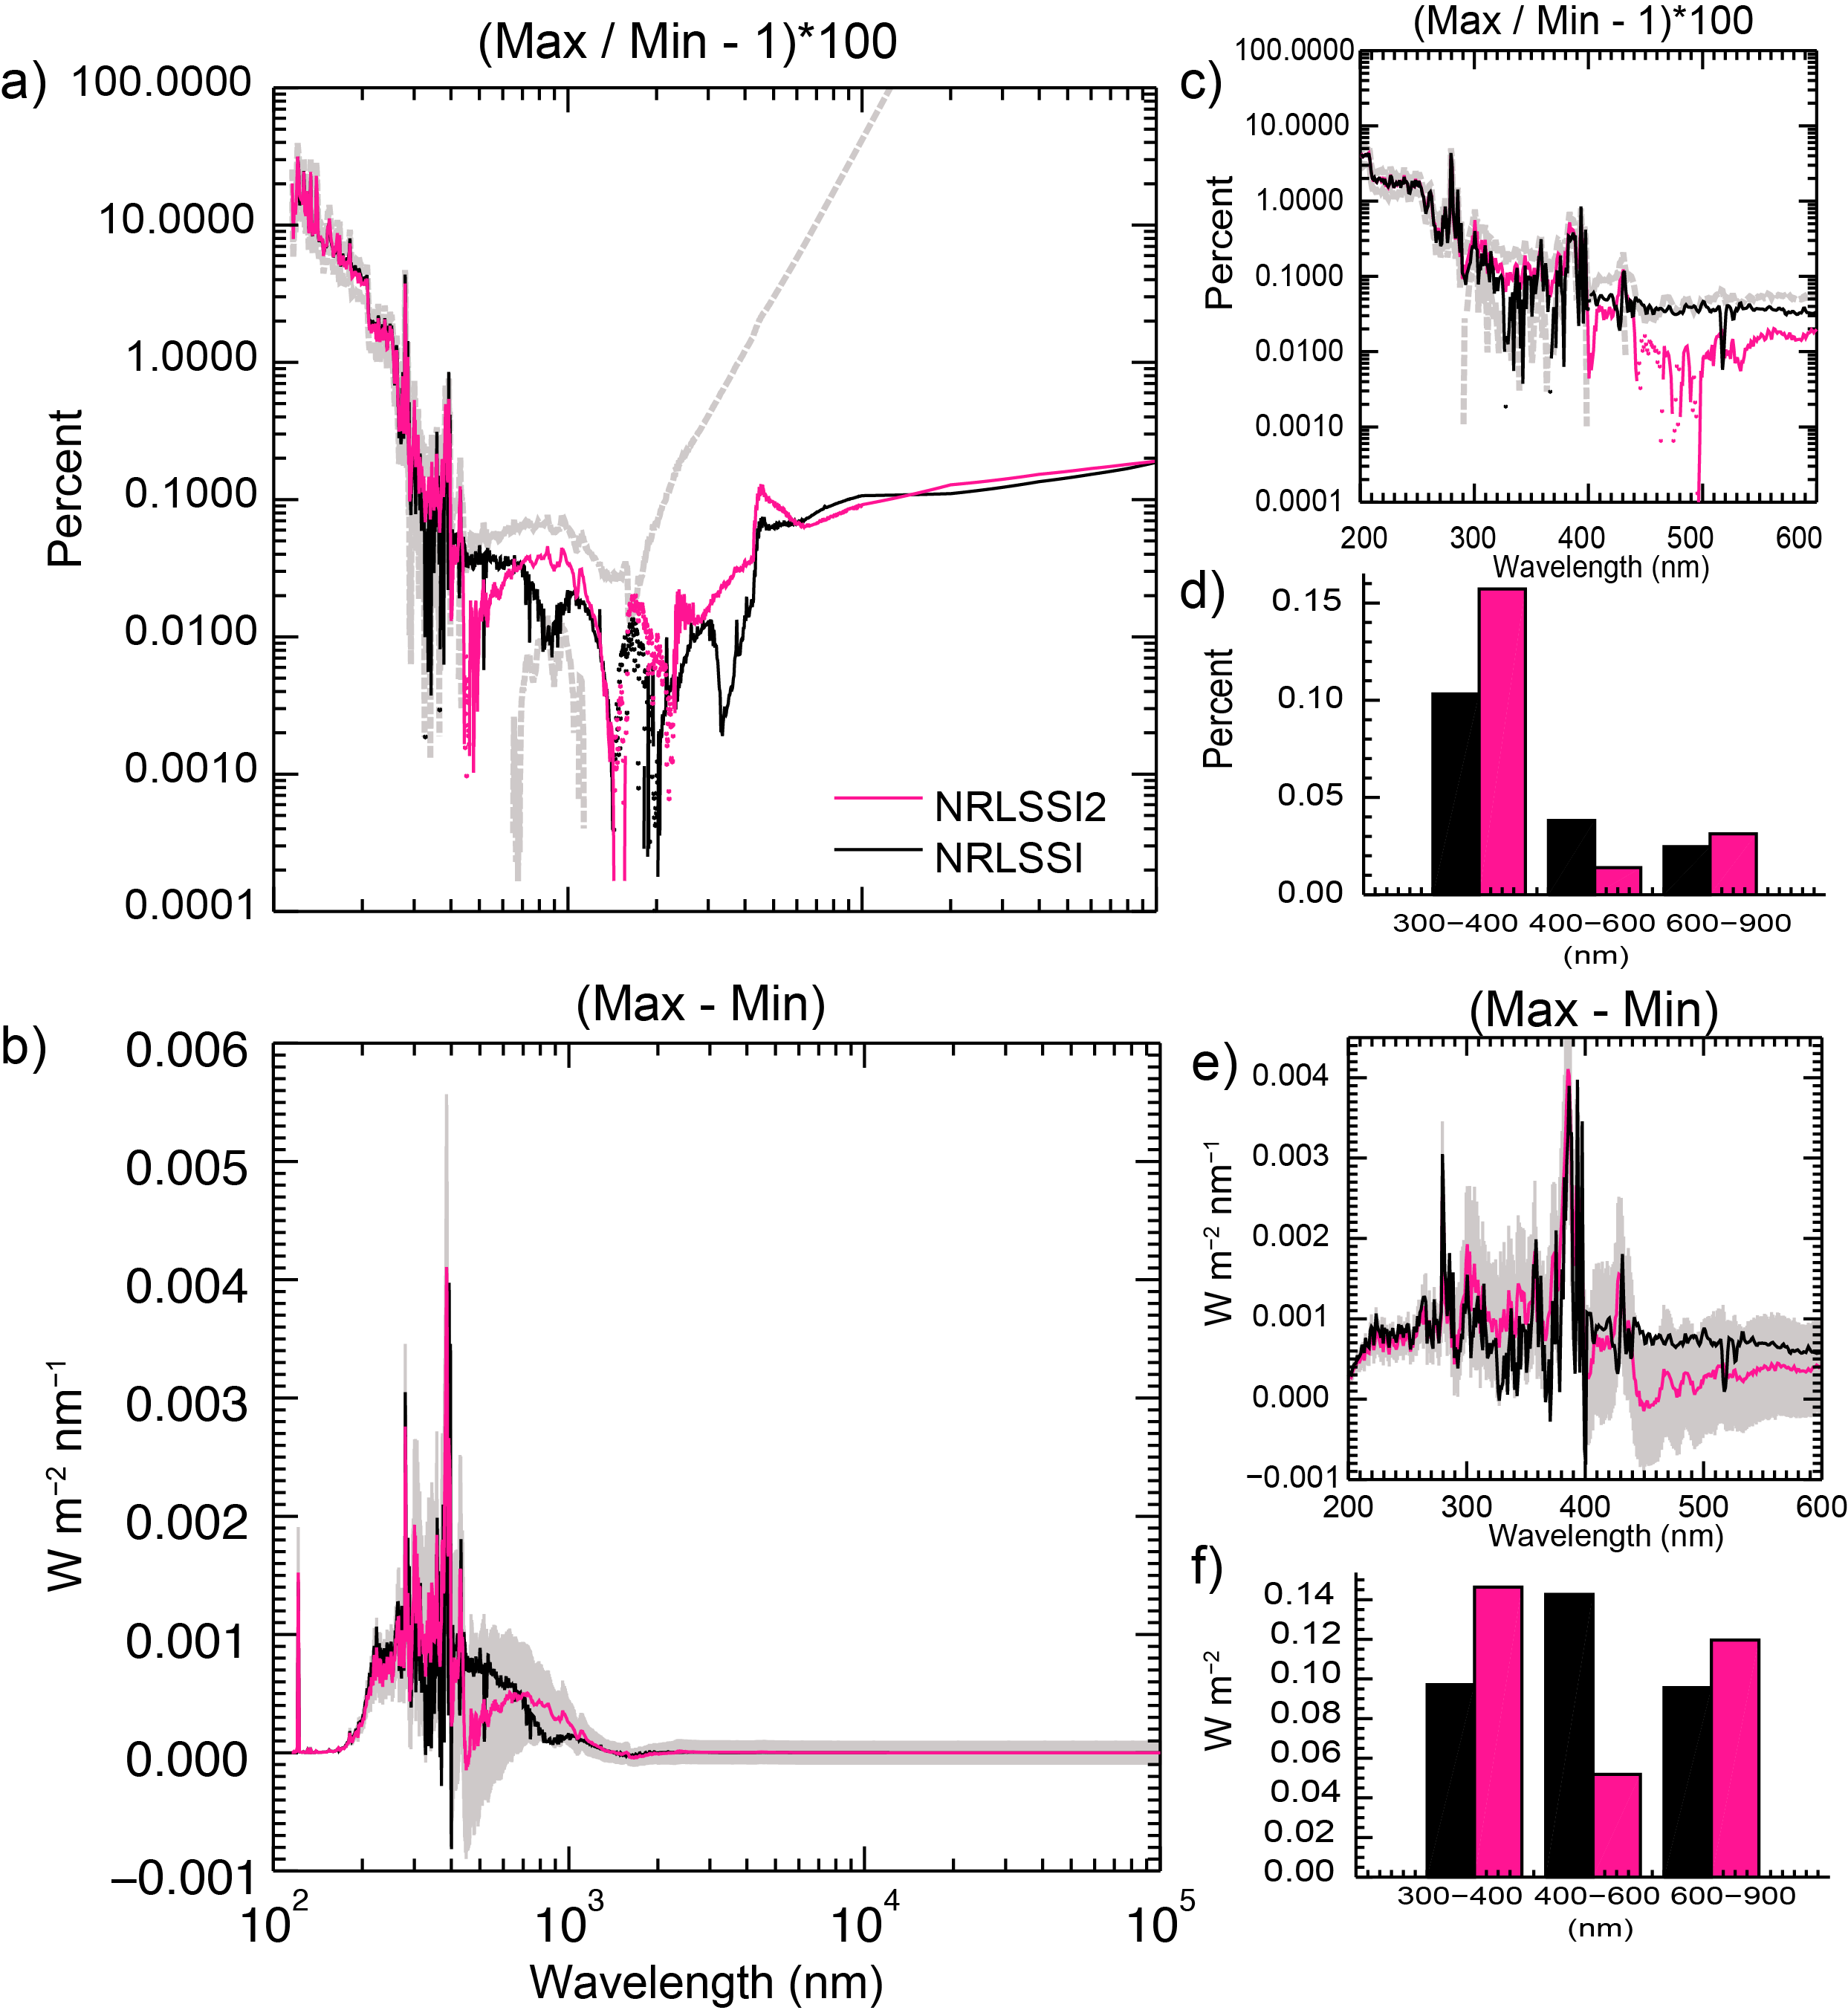 (Max / Min - 1)*100
a)
100.0000
10.0000
1.0000
0.1000
0.0100
0.0010
0.0001
Percent
NRLSSI2
NRLSSI
(Max - Min)
b)
0.006
0.005
0.004
0.003
0.002
0.001
0.000
−0.001
W m−2 nm−1
10² 10³ 10⁴ 10⁵
Wavelength (nm)
(Max / Min - 1)*100
c)
100.0000
10.0000
1.0000
0.1000
0.0100
0.0010
0.0001
Percent
200 300 400 500 600
Wavelength (nm)
d)
0.15
0.10
0.05
0.00
Percent
300−400 400−600 600−900
(nm)
(Max - Min)
e)
0.004
0.003
0.002
0.001
0.000
−0.001
W m−2 nm−1
200 300 400 500 600
Wavelength (nm)
f)
0.14
0.12
0.10
0.08
0.06
0.04
0.02
0.00
W m−2
300−400 400−600 600−900
(nm)